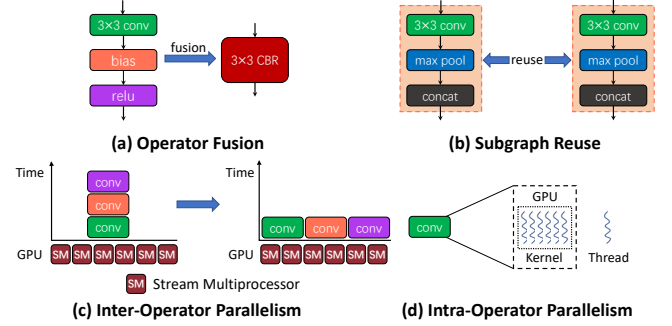 3×3 conv
bias
relu
fusion
3×3 CBR
(a) Operator Fusion
3×3 conv
max pool
concat
reuse
3×3 conv
max pool
concat
(b) Subgraph Reuse
Time
conv
conv
conv
GPU SM SM SM SM SM SM
Time
conv conv conv
SM SM SM SM SM SM
SM Stream Multiprocessor
(c) Inter-Operator Parallelism
conv
GPU
Kernel
Thread
(d) Intra-Operator Parallelism